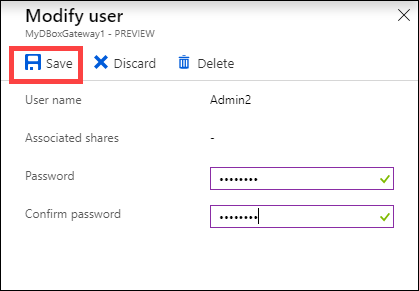 Modify user
MyDBoxGateway1 - PREVIEW
Save Discard Delete
User name Admin2
Associated shares -
Password ••••••••
Confirm password ••••••••